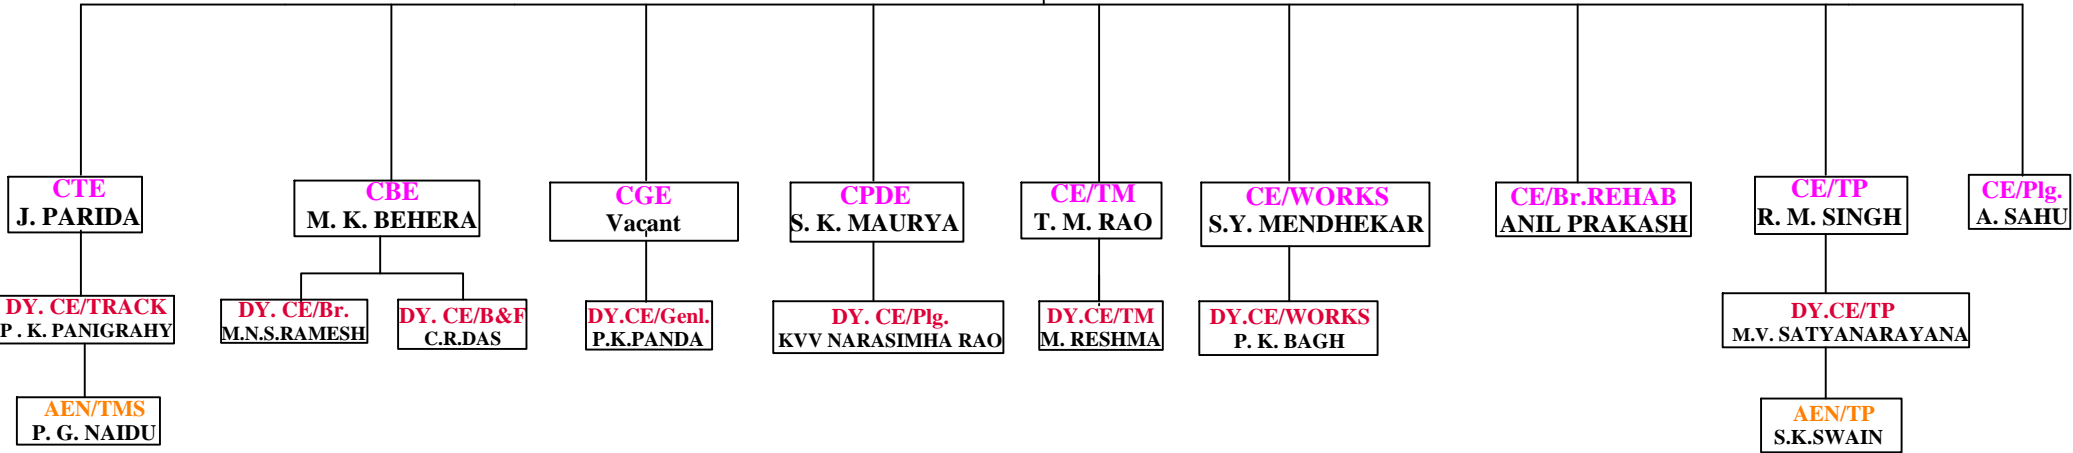 CTE
J. PARIDA
CBE
M. K. BEHERA
CGE
Vacant
CPDE
S. K. MAURYA
CE/TM
T. M. RAO
CE/WORKS
S.Y. MENDHEKAR
CE/Br.REHAB
ANIL PRAKASH
CE/TP
R. M. SINGH
CE/Plg.
A. SAHU
DY. CE/TRACK
P . K. PANIGRAHY
DY. CE/Br.
M.N.S.RAMESH
DY. CE/B&F
C.R.DAS
DY.CE/Genl.
P.K.PANDA
DY. CE/Plg.
KVV NARASIMHA RAO
DY.CE/TM
M. RESHMA
DY.CE/WORKS
P. K. BAGH
DY.CE/TP
M.V. SATYANARAYANA
AEN/TMS
P. G. NAIDU
AEN/TP
S.K.SWAIN